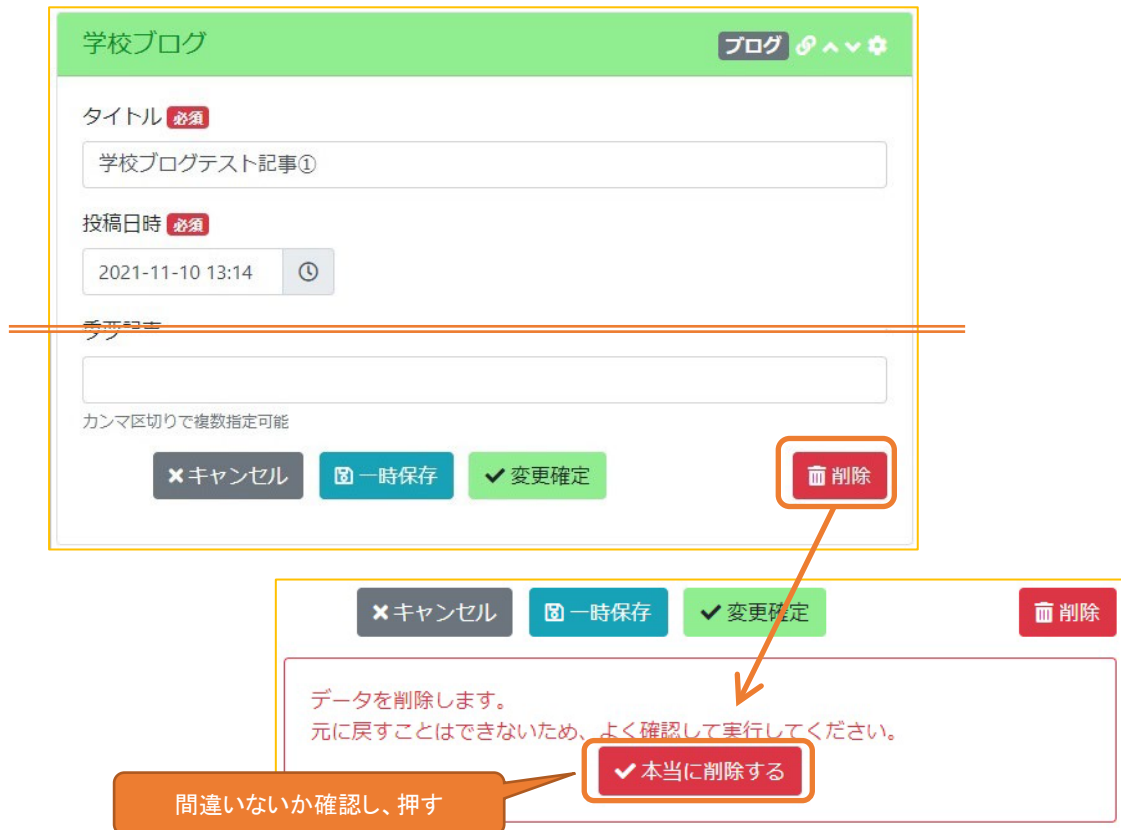 学校ブログ ブログ
タイトル 必須
学校ブログテスト記事①
投稿日時 必須
2021-11-10 13:14
カンマ区切りで複数指定可能
キャンセル 一時保存 変更確定 削除
キャンセル 一時保存 変更確定 削除
データを削除します。
元に戻すことはできないため、よく確認して実行してください。
本当に削除する
間違いないか確認し、押す